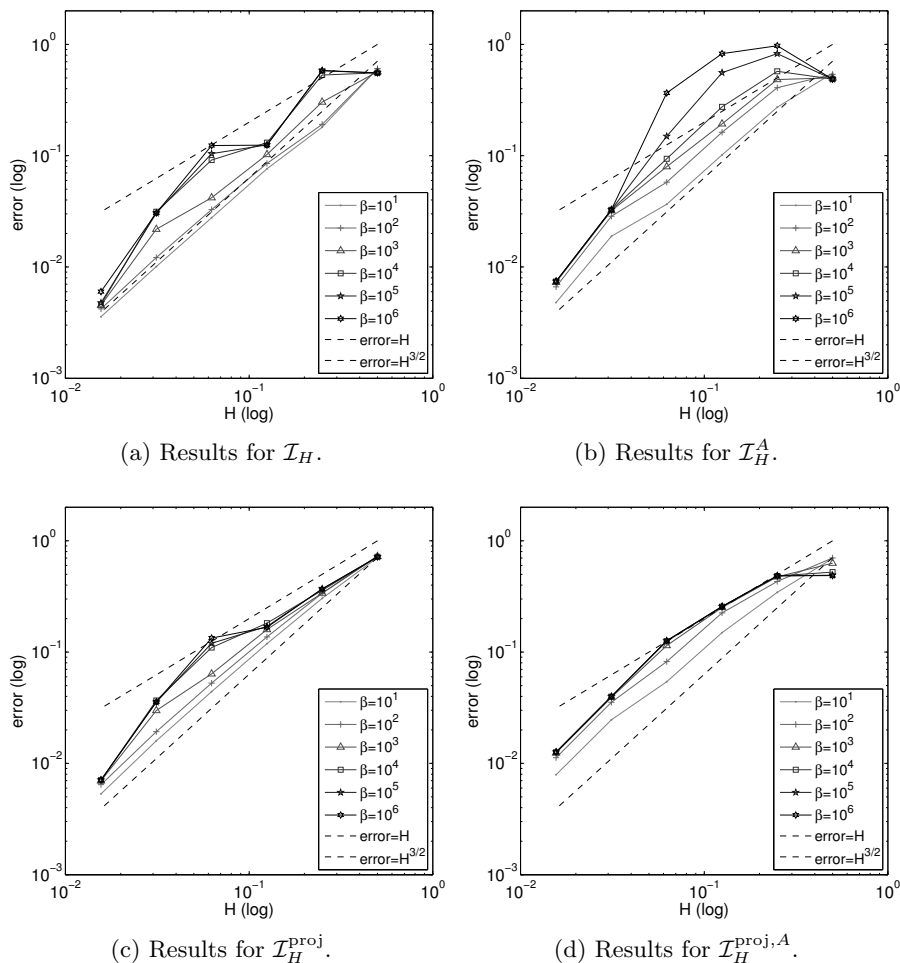 10^0
10^-1
10^-2
10^-3
error (log)
10^-2
10^-1
10^0
H (log)
β=10^1
β=10^2
β=10^3
β=10^4
β=10^5
β=10^6
error=H
error=H^3/2
(a) Results for 𝓘_H.
10^0
10^-1
10^-2
10^-3
error (log)
10^-2
10^-1
10^0
H (log)
β=10^1
β=10^2
β=10^3
β=10^4
β=10^5
β=10^6
error=H
error=H^3/2
(b) Results for 𝓘_H^A.
10^0
10^-1
10^-2
10^-3
error (log)
10^-2
10^-1
10^0
H (log)
β=10^1
β=10^2
β=10^3
β=10^4
β=10^5
β=10^6
error=H
error=H^3/2
(c) Results for 𝓘_H^proj.
10^0
10^-1
10^-2
10^-3
error (log)
10^-2
10^-1
10^0
H (log)
β=10^1
β=10^2
β=10^3
β=10^4
β=10^5
β=10^6
error=H
error=H^3/2
(d) Results for 𝓘_H^proj,A.